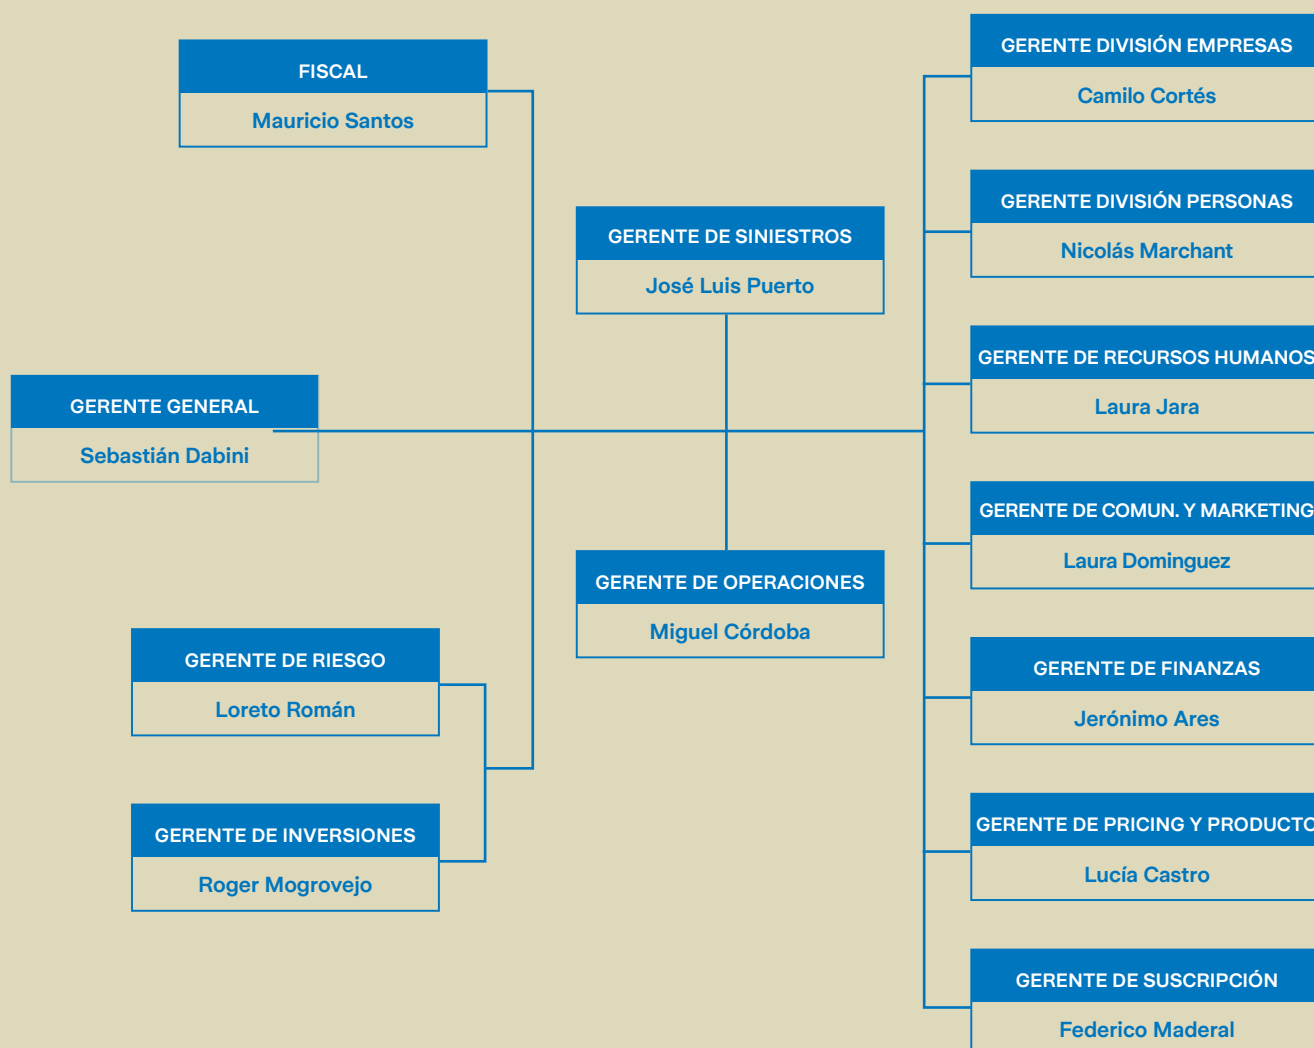 FISCAL
Mauricio Santos
GERENTE DE SINIESTROS
José Luis Puerto
GERENTE GENERAL
Sebastián Dabini
GERENTE DE OPERACIONES
Miguel Córdoba
GERENTE DE RIESGO
Loreto Román
GERENTE DE INVERSIONES
Roger Mogrovejo
GERENTE DIVISIÓN EMPRESAS
Camilo Cortés
GERENTE DIVISIÓN PERSONAS
Nicolás Marchant
GERENTE DE RECURSOS HUMANOS
Laura Jara
GERENTE DE COMUN. Y MARKETING
Laura Dominguez
GERENTE DE FINANZAS
Jerónimo Ares
GERENTE DE PRICING Y PRODUCTO
Lucía Castro
GERENTE DE SUSCRIPCIÓN
Federico Maderal